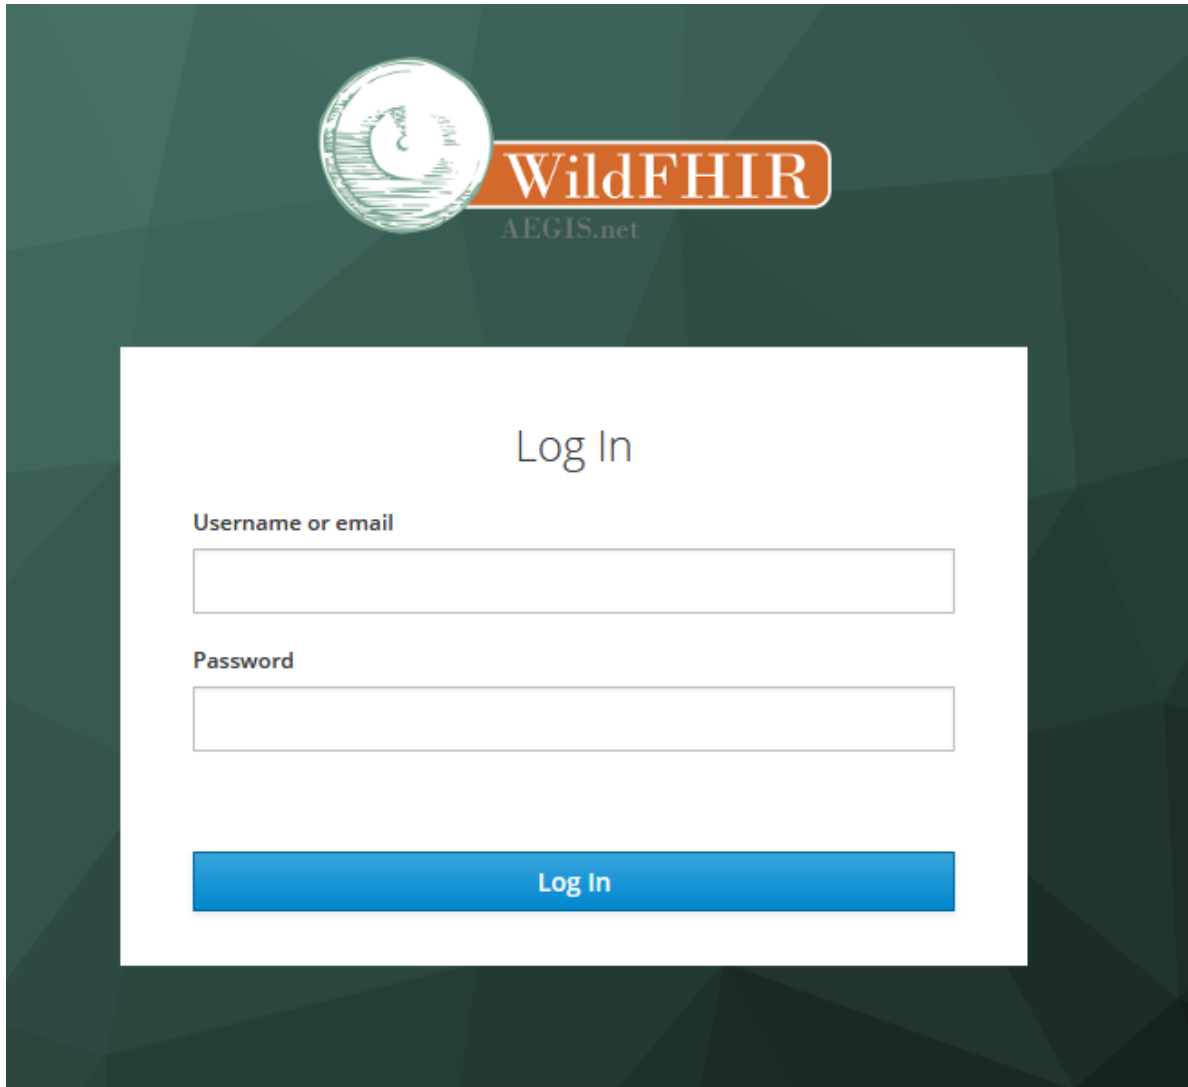 WildFHIR
AEGIS.net
Log In
Username or email
Password
Log In